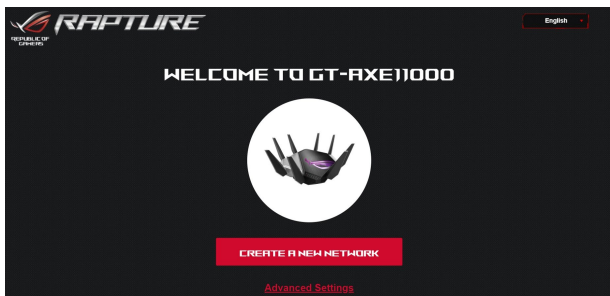 REPUBLIC OF
GAMERS
RAPTURE
English
WELCOME TO GT-AXE11000
CREATE A NEW NETWORK
Advanced Settings